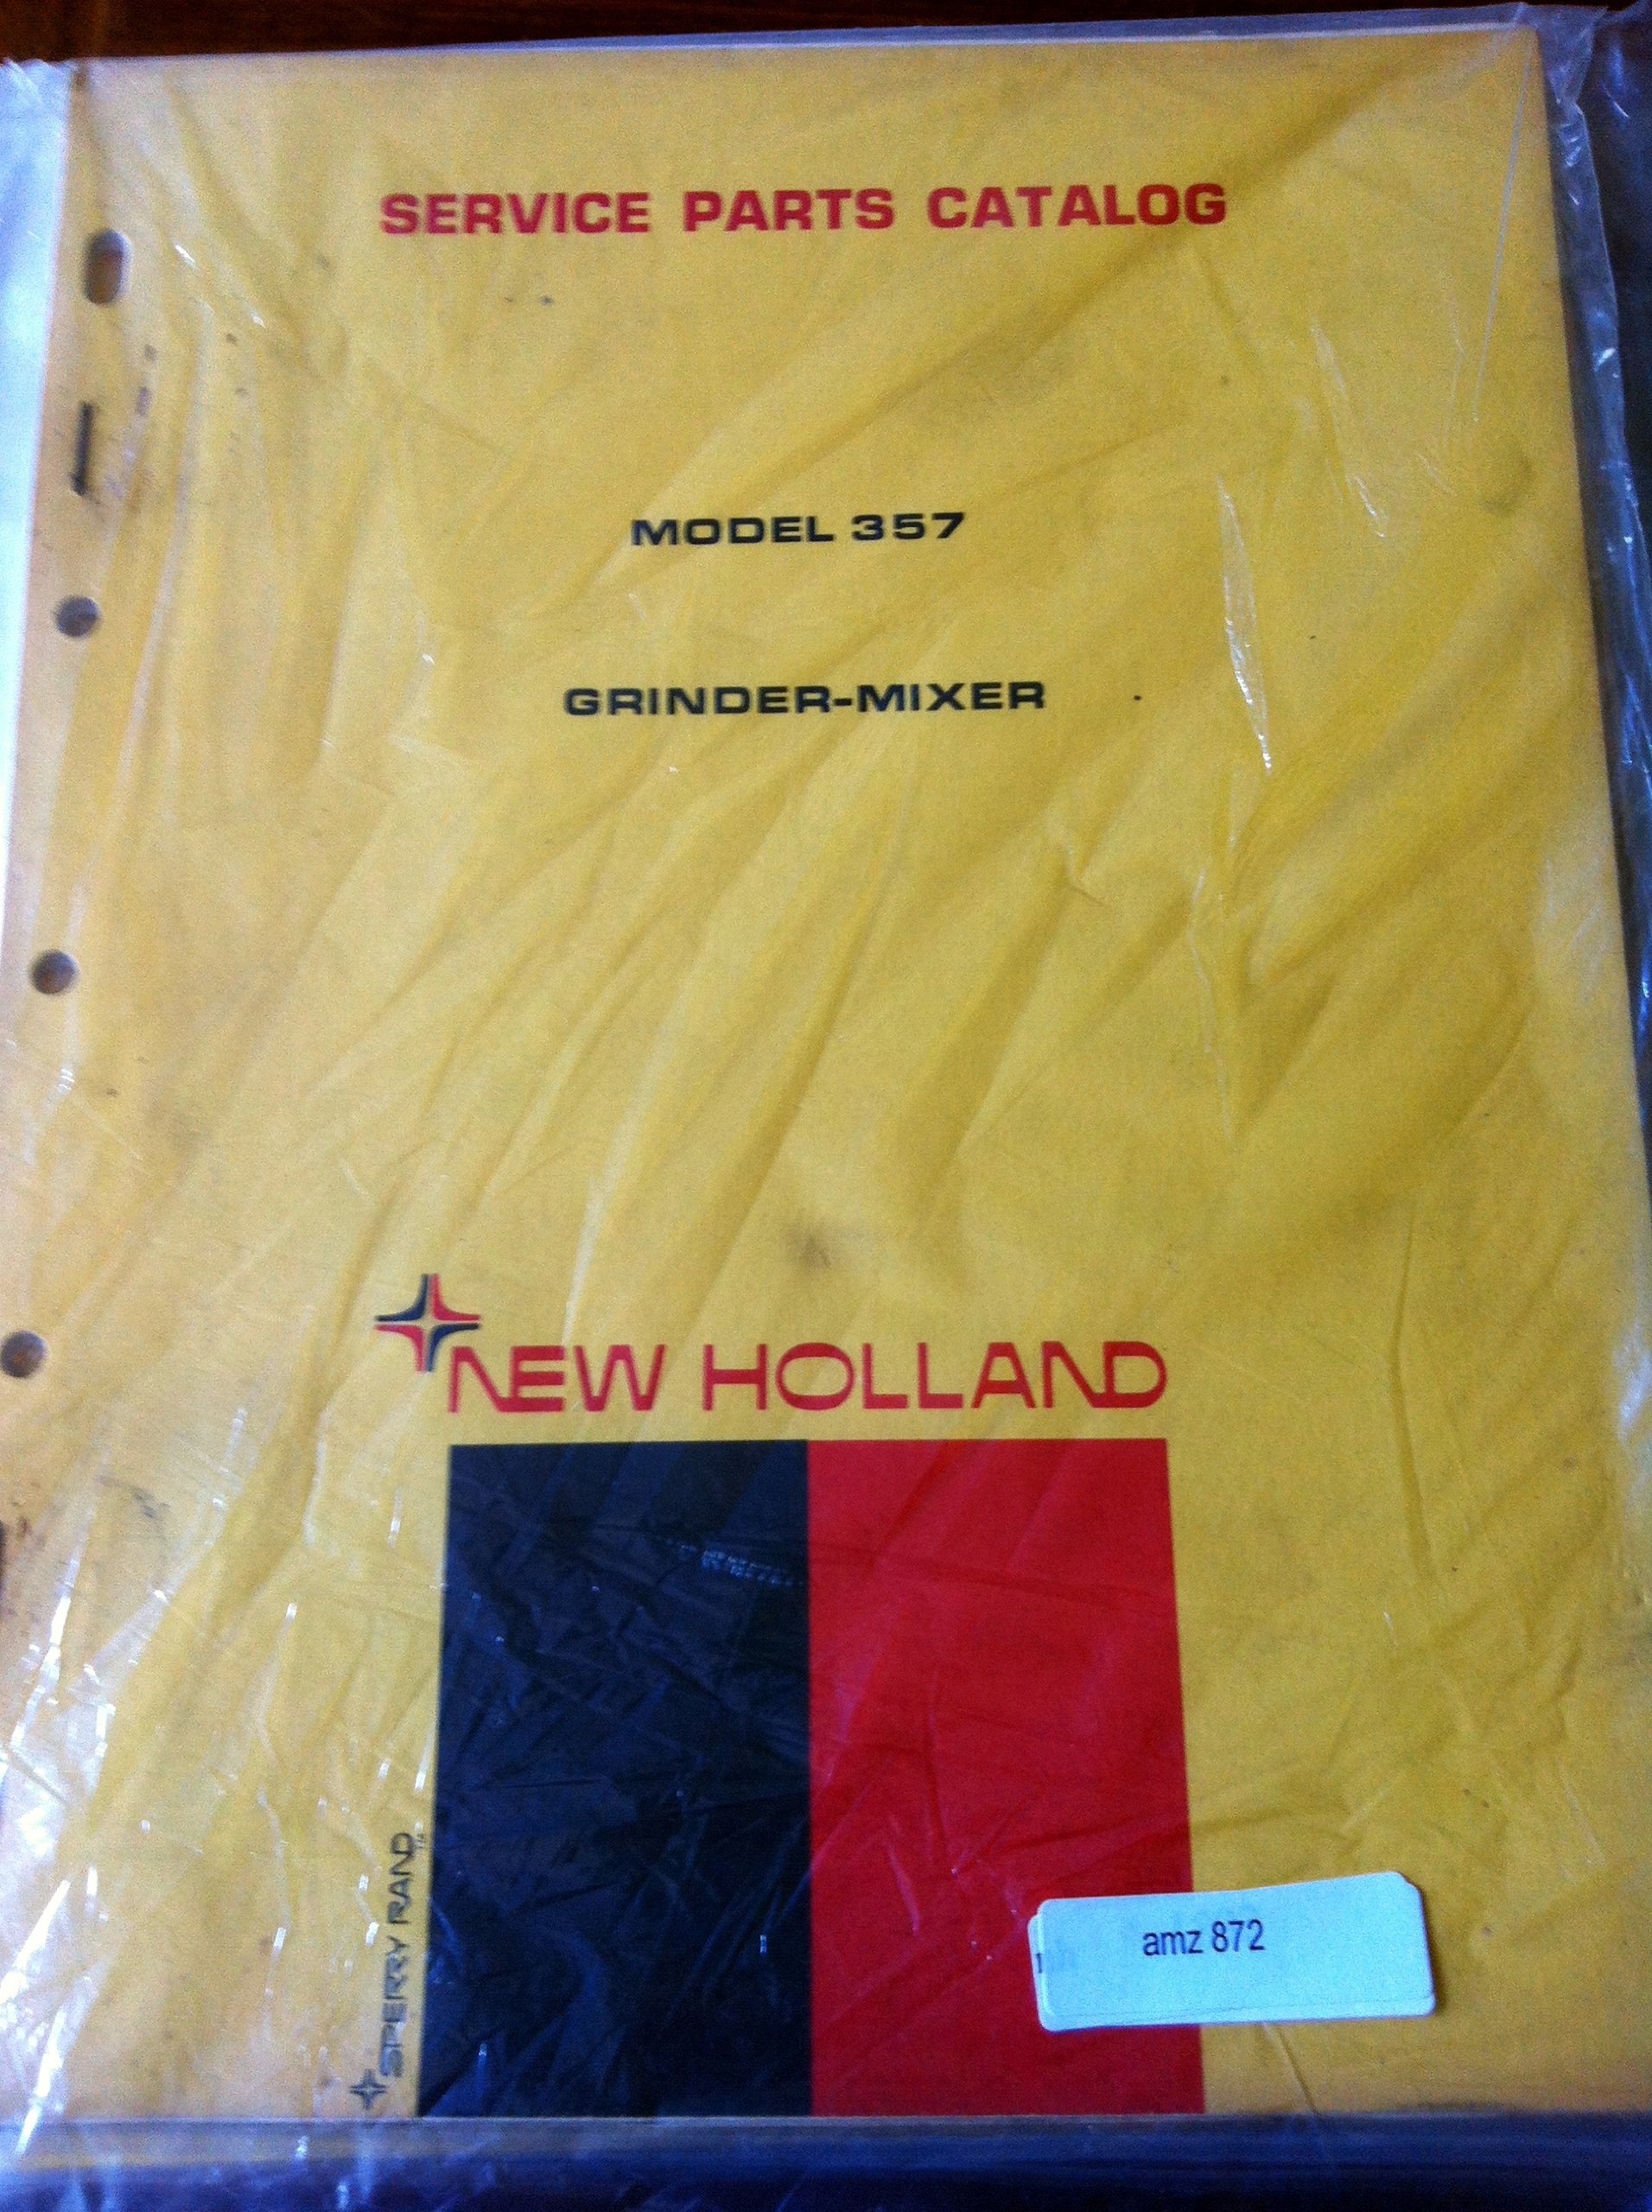 SERVICE PARTS CATALOG
MODEL 357
GRINDER-MIXER
NEW HOLLAND
SPERRY RAND
amz 872